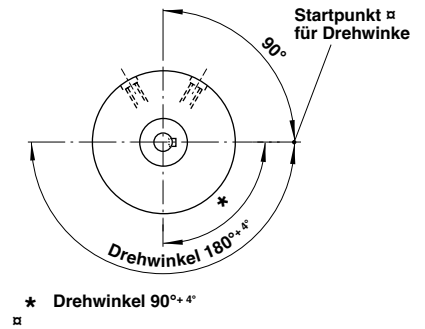 Startpunkt ¤
für Drehwinke
90°
*
Drehwinkel 180°+ 4°
* Drehwinkel 90°+ 4°
¤